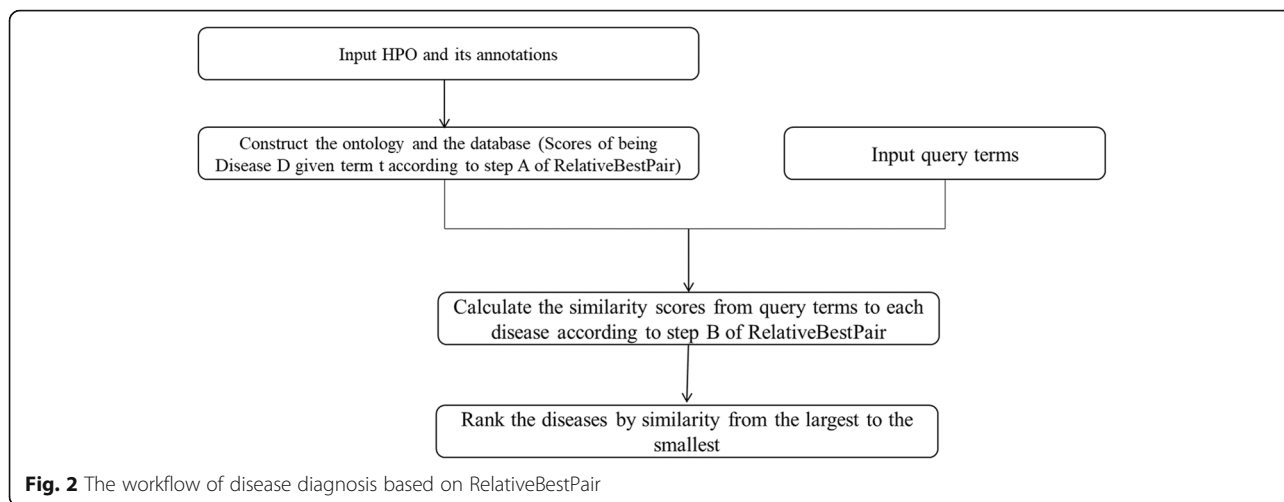 Input HPO and its annotations
Construct the ontology and the database (Scores of being
Disease D given term t according to step A of RelativeBestPair)
Input query terms
Calculate the similarity scores from query terms to each
disease according to step B of RelativeBestPair
Rank the diseases by similarity from the largest to the
smallest
Fig. 2 The workflow of disease diagnosis based on RelativeBestPair